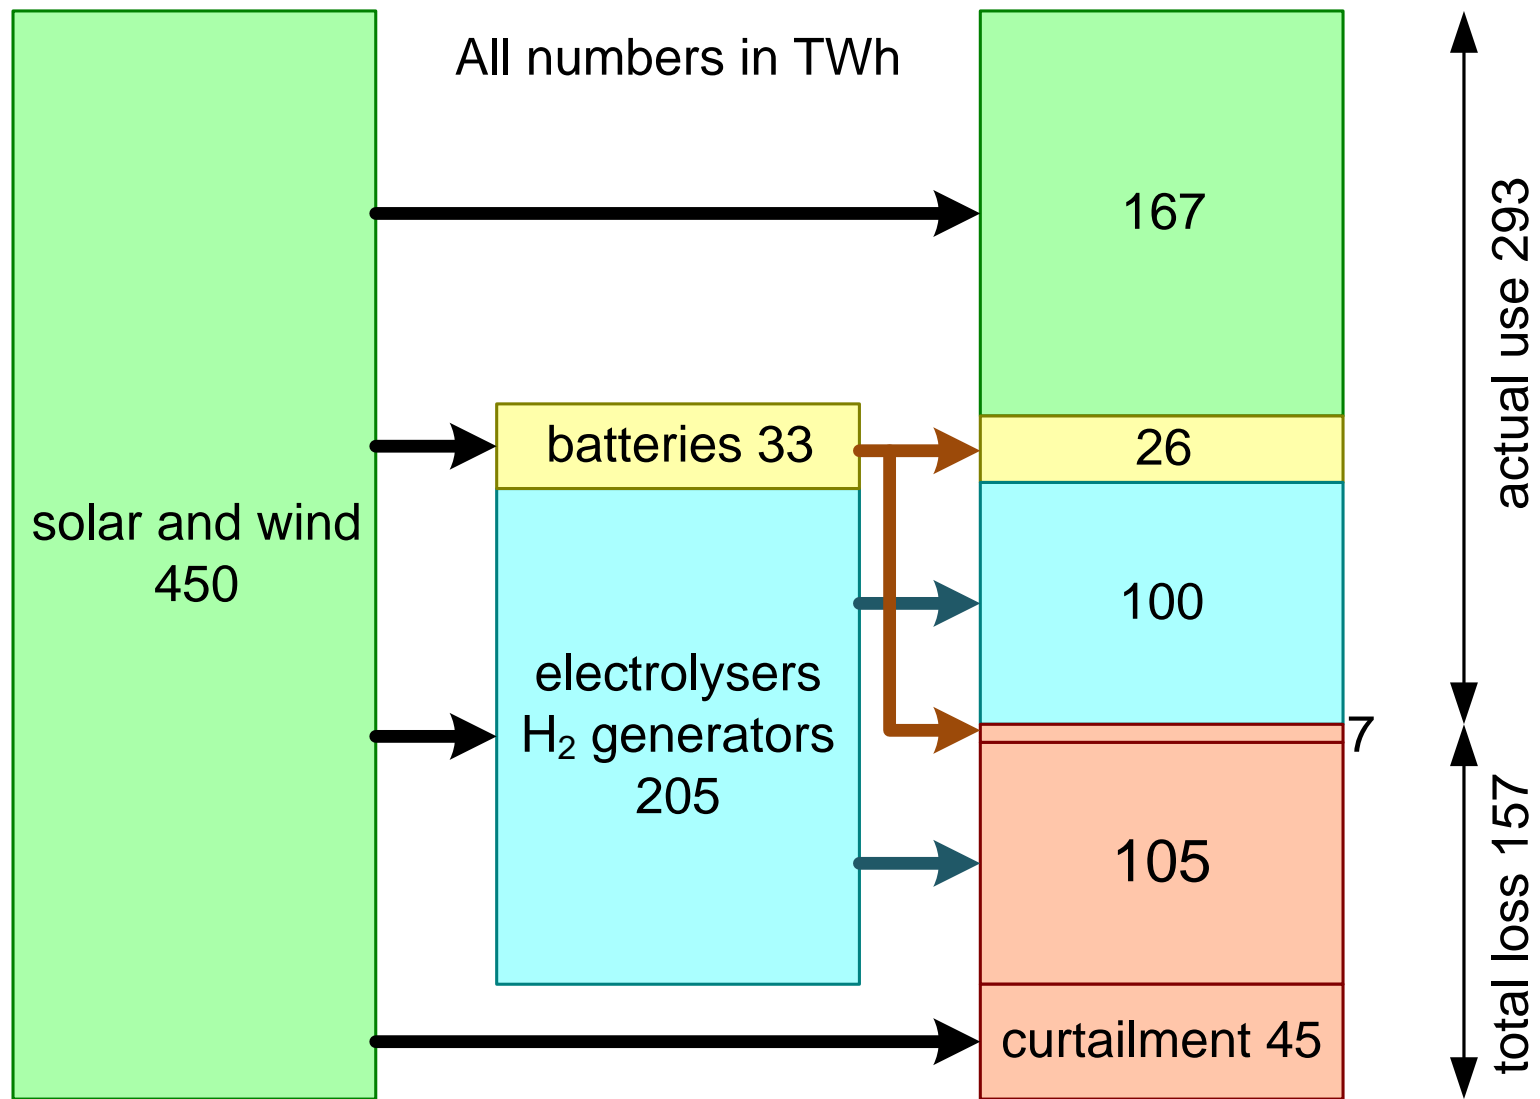 All numbers in TWh
solar and wind
450
batteries 33
electrolysers
H₂ generators
205
167
26
100
7
105
curtailment 45
actual use 293
total loss 157